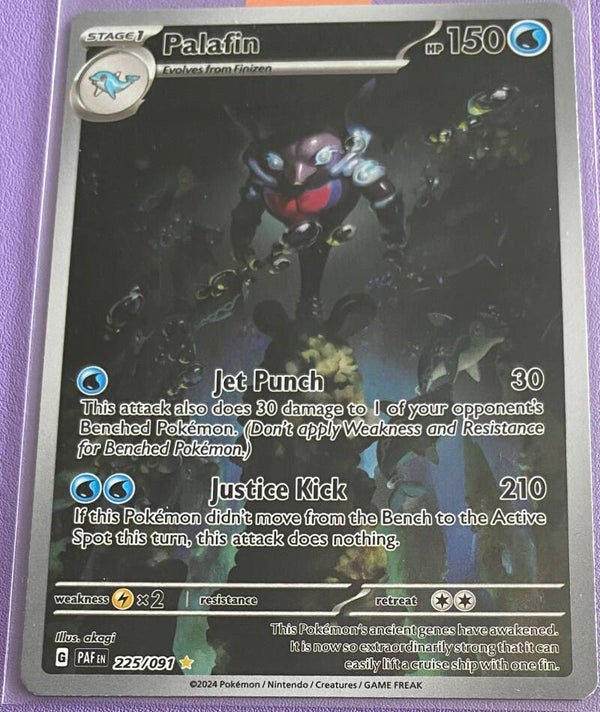 STAGE 1 Palafin HP 150
Evolves from Finizen
Jet Punch 30
This attack also does 30 damage to 1 of your opponent's
Benched Pokémon. (Don't apply Weakness and Resistance
for Benched Pokémon.)
Justice Kick 210
If this Pokémon didn't move from the Bench to the Active
Spot this turn, this attack does nothing.
weakness ×2 resistance retreat
Illus. akagi
This Pokémon's ancient genes have awakened.
It is now so extraordinarily strong that it can
easily lift a cruise ship with one fin.
G PAF EN 225/091
©2024 Pokémon / Nintendo / Creatures / GAME FREAK